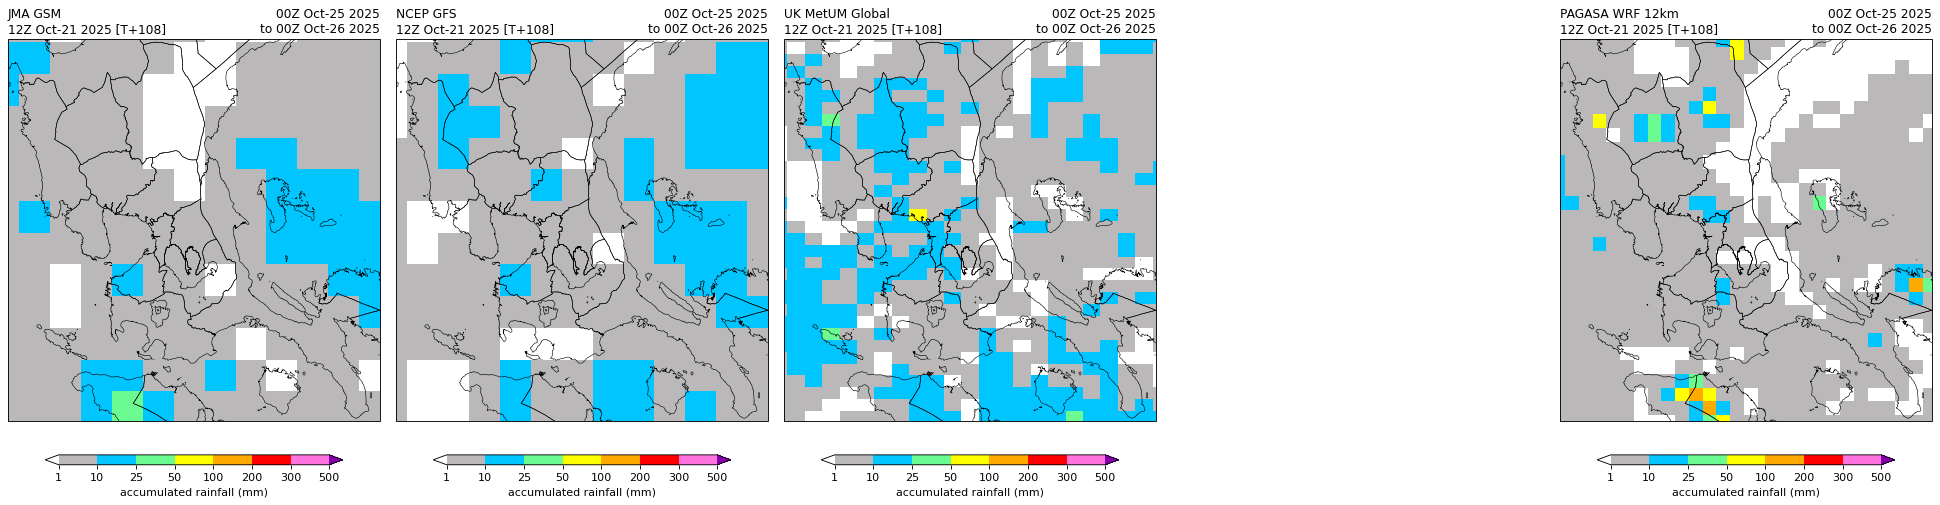 JMA GSM 00Z Oct-25 2025
12Z Oct-21 2025 [T+108] to 00Z Oct-26 2025
NCEP GFS 00Z Oct-25 2025
12Z Oct-21 2025 [T+108] to 00Z Oct-26 2025
UK MetUM Global 00Z Oct-25 2025
12Z Oct-21 2025 [T+108] to 00Z Oct-26 2025
PAGASA WRF 12km 00Z Oct-25 2025
12Z Oct-21 2025 [T+108] to 00Z Oct-26 2025
1 10 25 50 100 200 300 500
accumulated rainfall (mm)
1 10 25 50 100 200 300 500
accumulated rainfall (mm)
1 10 25 50 100 200 300 500
accumulated rainfall (mm)
1 10 25 50 100 200 300 500
accumulated rainfall (mm)